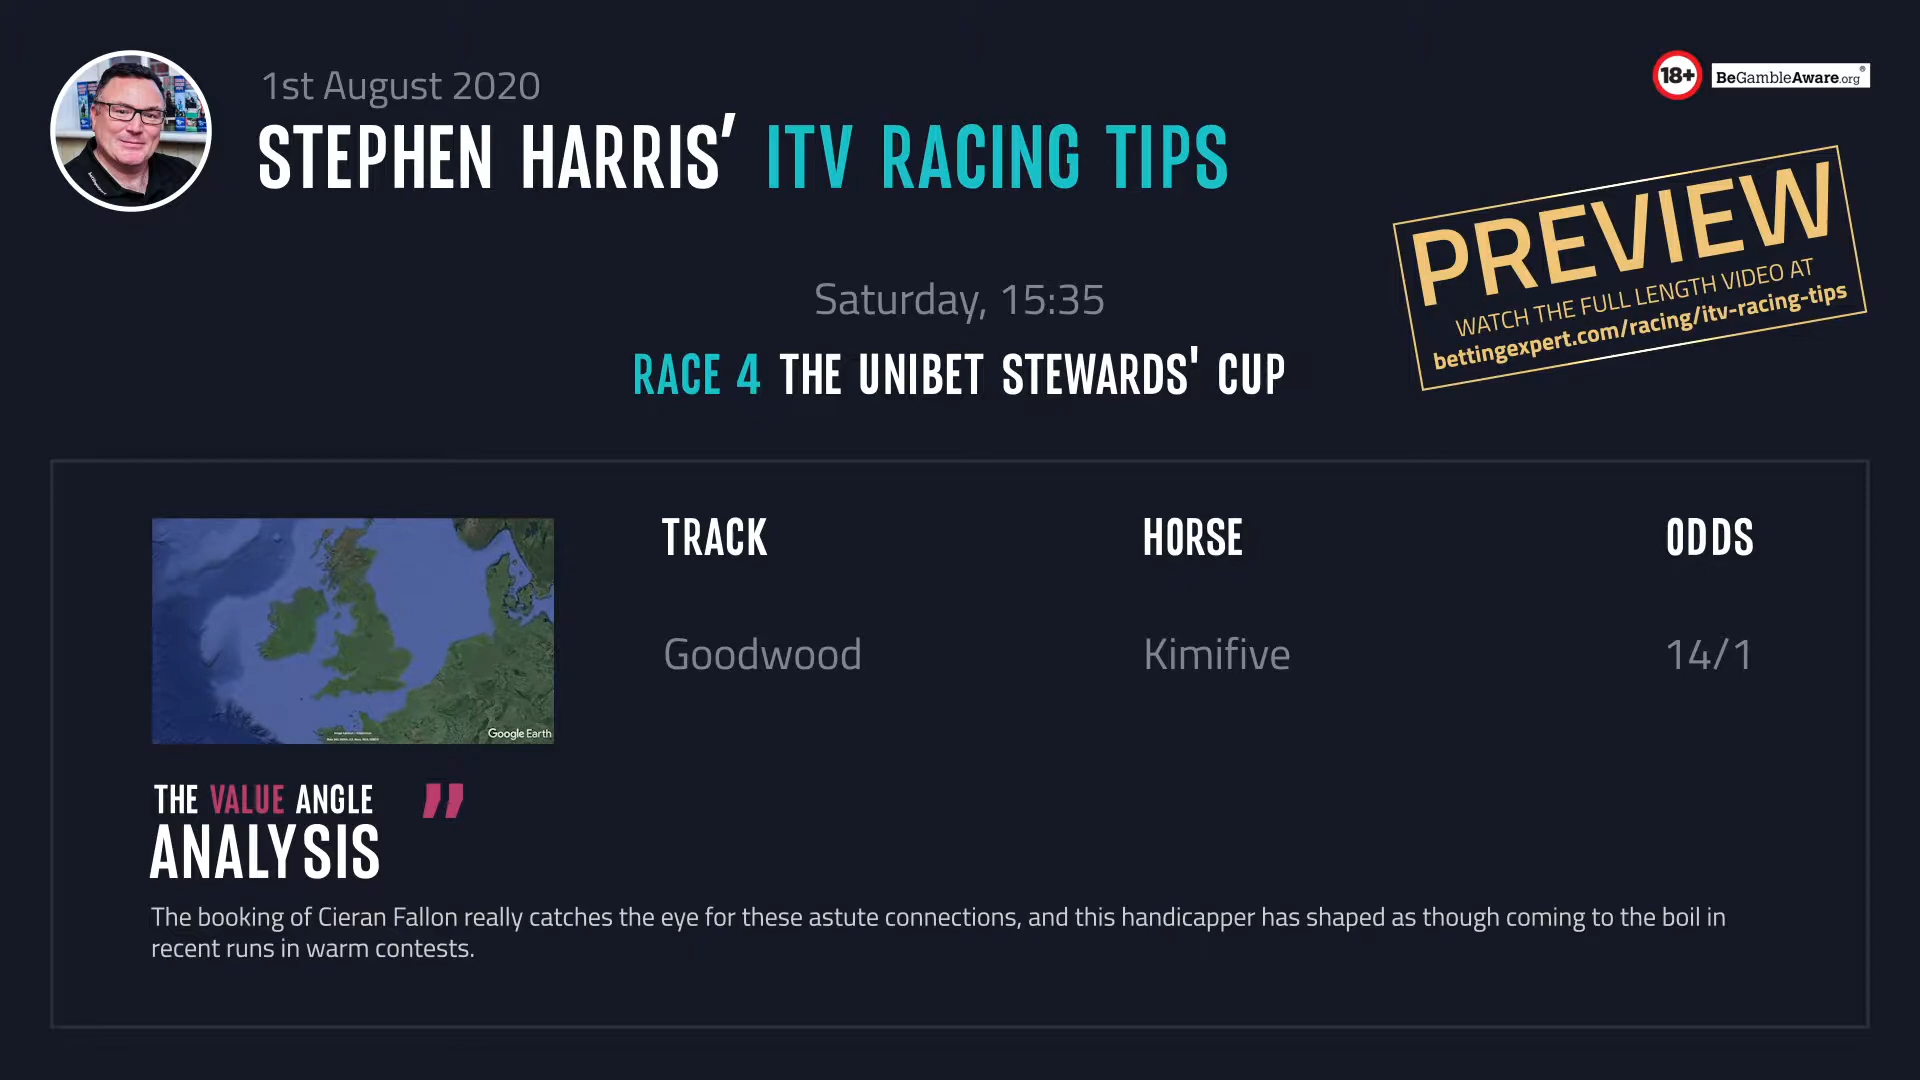 1st August 2020
STEPHEN HARRIS' ITV RACING TIPS
18+ BeGambleAware.org®
PREVIEW
WATCH THE FULL LENGTH VIDEO AT
bettingexpert.com/racing/itv-racing-tips
Saturday, 15:35
RACE 4 THE UNIBET STEWARDS' CUP
TRACK HORSE ODDS
Goodwood Kimifive 14/1
Google Earth
THE VALUE ANGLE "
ANALYSIS
The booking of Cieran Fallon really catches the eye for these astute connections, and this handicapper has shaped as though coming to the boil in
recent runs in warm contests.